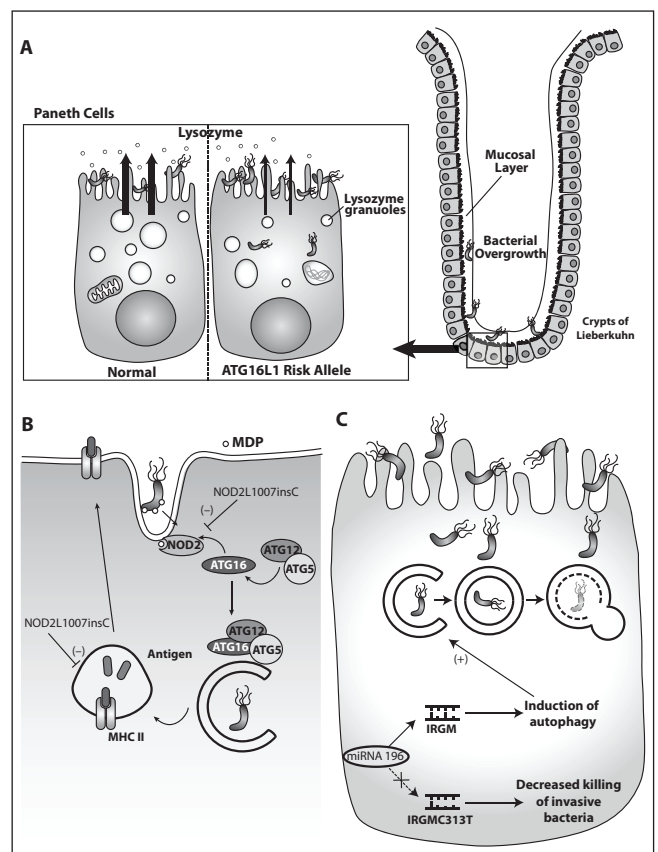 A
Paneth Cells
Lysozyme
Lysozyme
granuoles
Normal
ATG16L1 Risk Allele
Mucosal
Layer
Bacterial
Overgrowth
Crypts of
Lieberkuhn
B
MDP
NOD2L1007insC
(–)
NOD2
ATG16
ATG12
ATG5
NOD2L1007insC
(–)
Antigen
MHC II
ATG12
ATG16
ATG5
C
(+)
Induction of
autophagy
IRGM
miRNA 196
IRGMC313T
Decreased killing
of invasive
bacteria